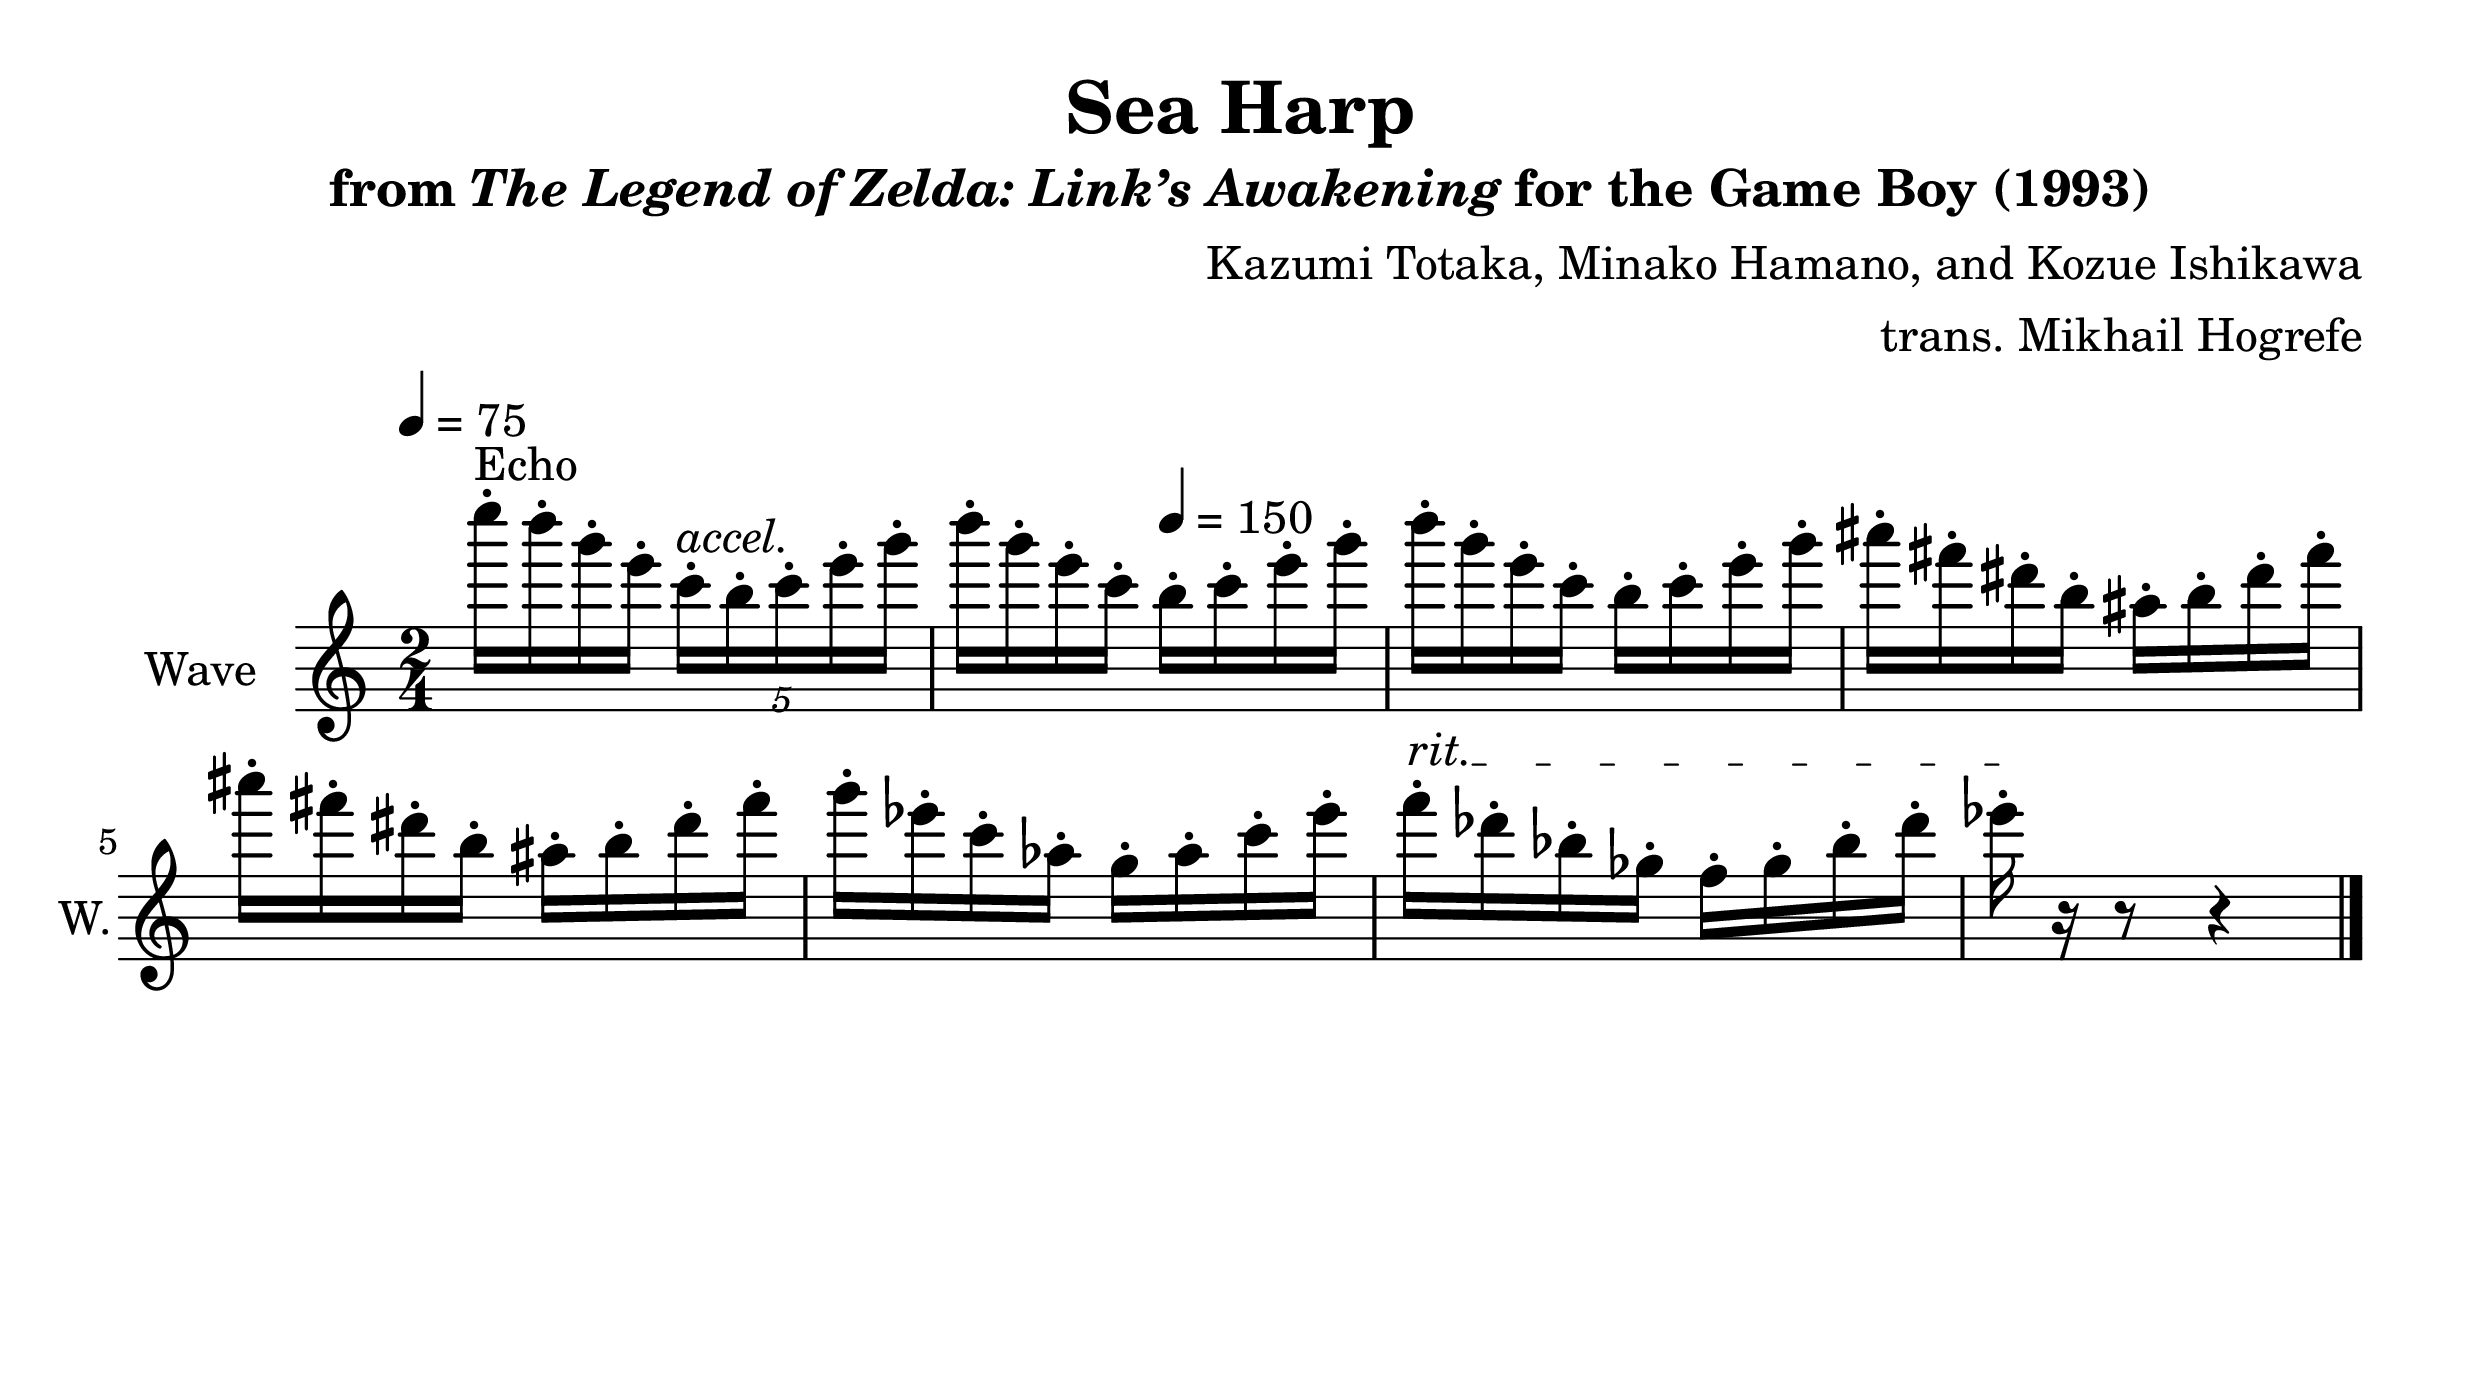 Sea Harp
from The Legend of Zelda: Link’s Awakening for the Game Boy (1993)
Kazumi Totaka, Minako Hamano, and Kozue Ishikawa
trans. Mikhail Hogrefe
= 75
Echo
accel.
= 150
Wave
2
4
5
rit.
5
W.